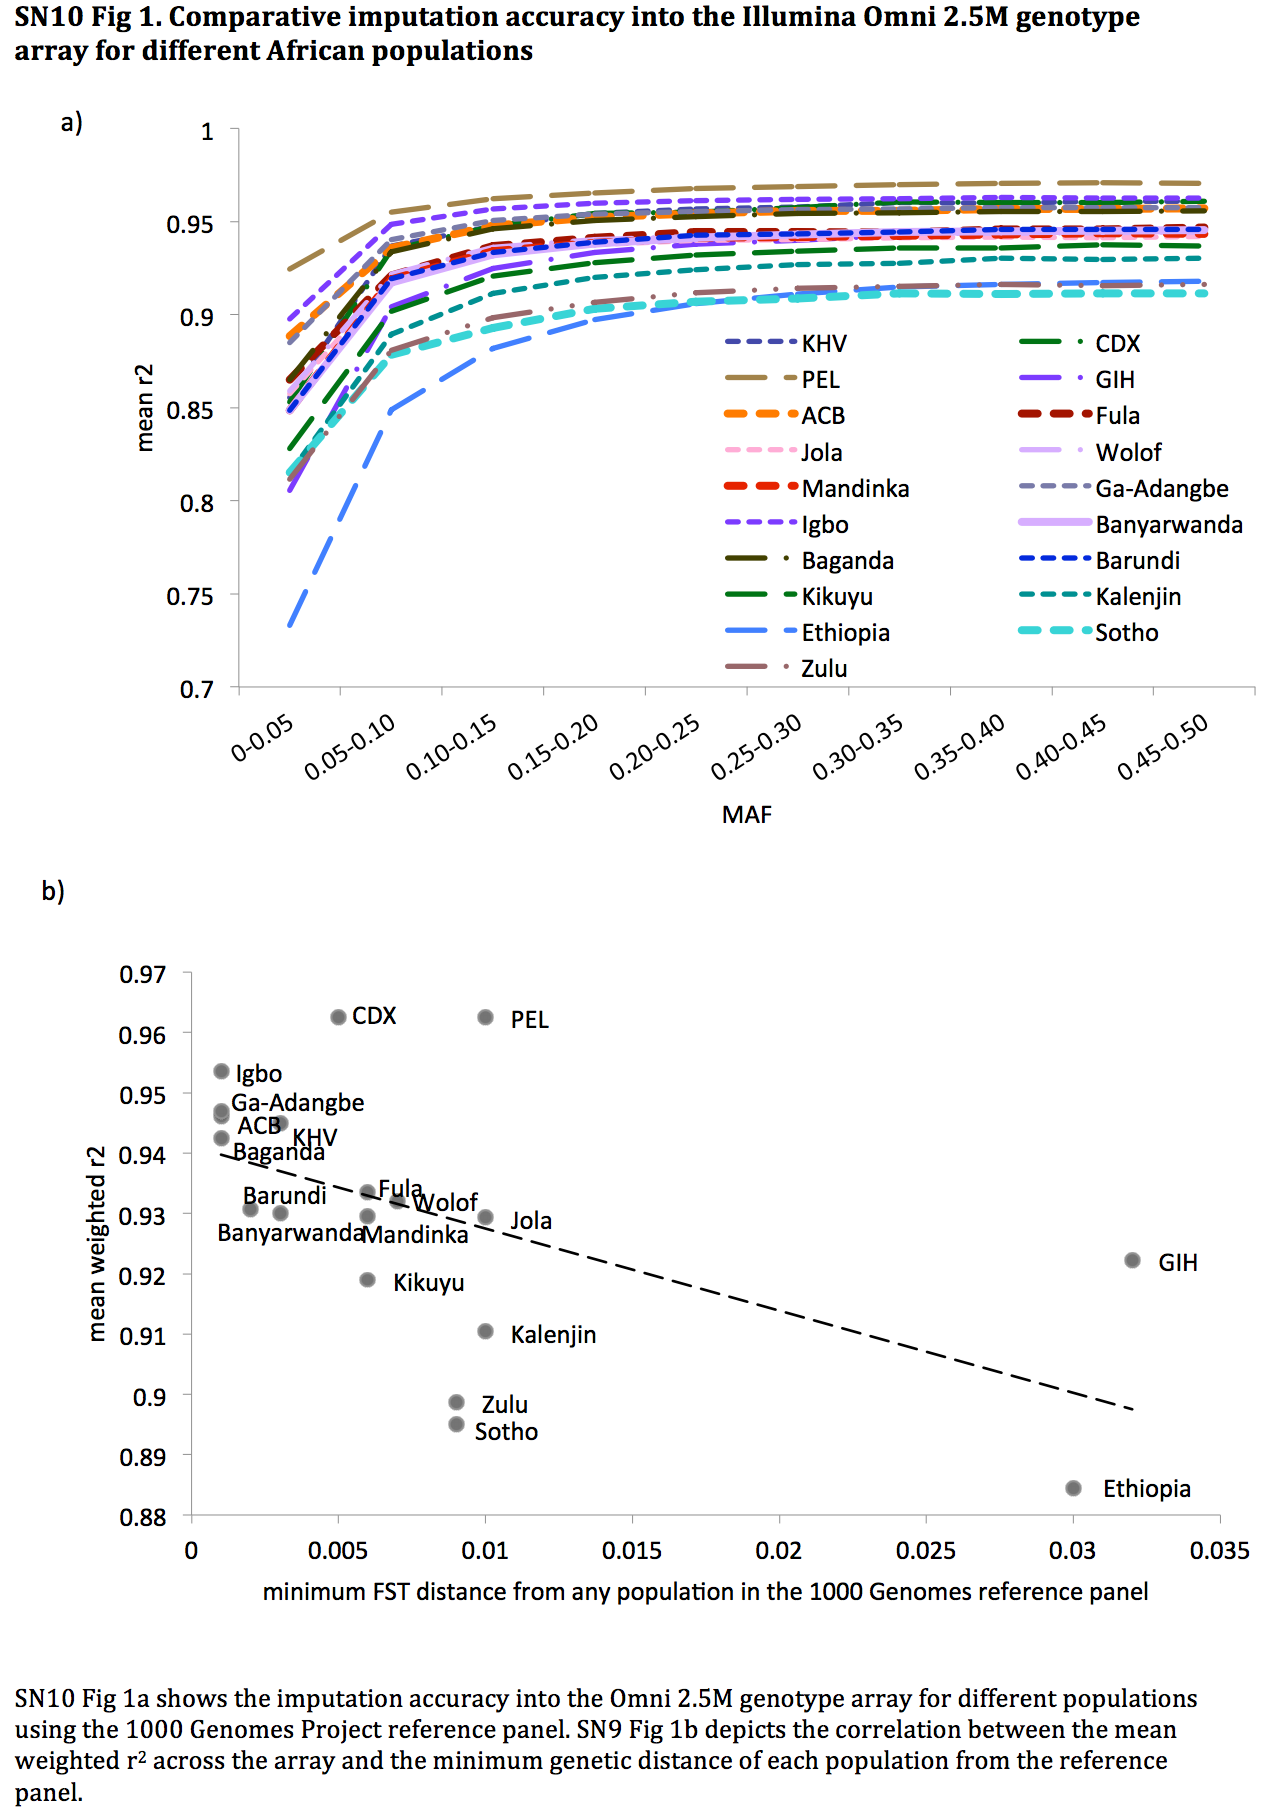 SN10 Fig 1. Comparative imputation accuracy into the Illumina Omni 2.5M genotype
array for different African populations
a)
1
0.95
0.9
0.85
0.8
0.75
0.7
mean r2
KHV
CDX
PEL
GIH
ACB
Fula
Jola
Wolof
Mandinka
Ga-Adangbe
Igbo
Banyarwanda
Baganda
Barundi
Kikuyu
Kalenjin
Ethiopia
Sotho
Zulu
0-0.05
0.05-0.10
0.10-0.15
0.15-0.20
0.20-0.25
0.25-0.30
0.30-0.35
0.35-0.40
0.40-0.45
0.45-0.50
MAF
b)
0.97
0.96
0.95
0.94
0.93
0.92
0.91
0.9
0.89
0.88
mean weighted r2
CDX
PEL
Igbo
Ga-Adangbe
ACB
KHV
Baganda
Fula
Barundi
Wolof
Jola
Banyarwanda
Mandinka
GIH
Kikuyu
Kalenjin
Zulu
Sotho
Ethiopia
0
0.005
0.01
0.015
0.02
0.025
0.03
0.035
minimum FST distance from any population in the 1000 Genomes reference panel
SN10 Fig 1a shows the imputation accuracy into the Omni 2.5M genotype array for different populations
using the 1000 Genomes Project reference panel. SN9 Fig 1b depicts the correlation between the mean
weighted r² across the array and the minimum genetic distance of each population from the reference
panel.